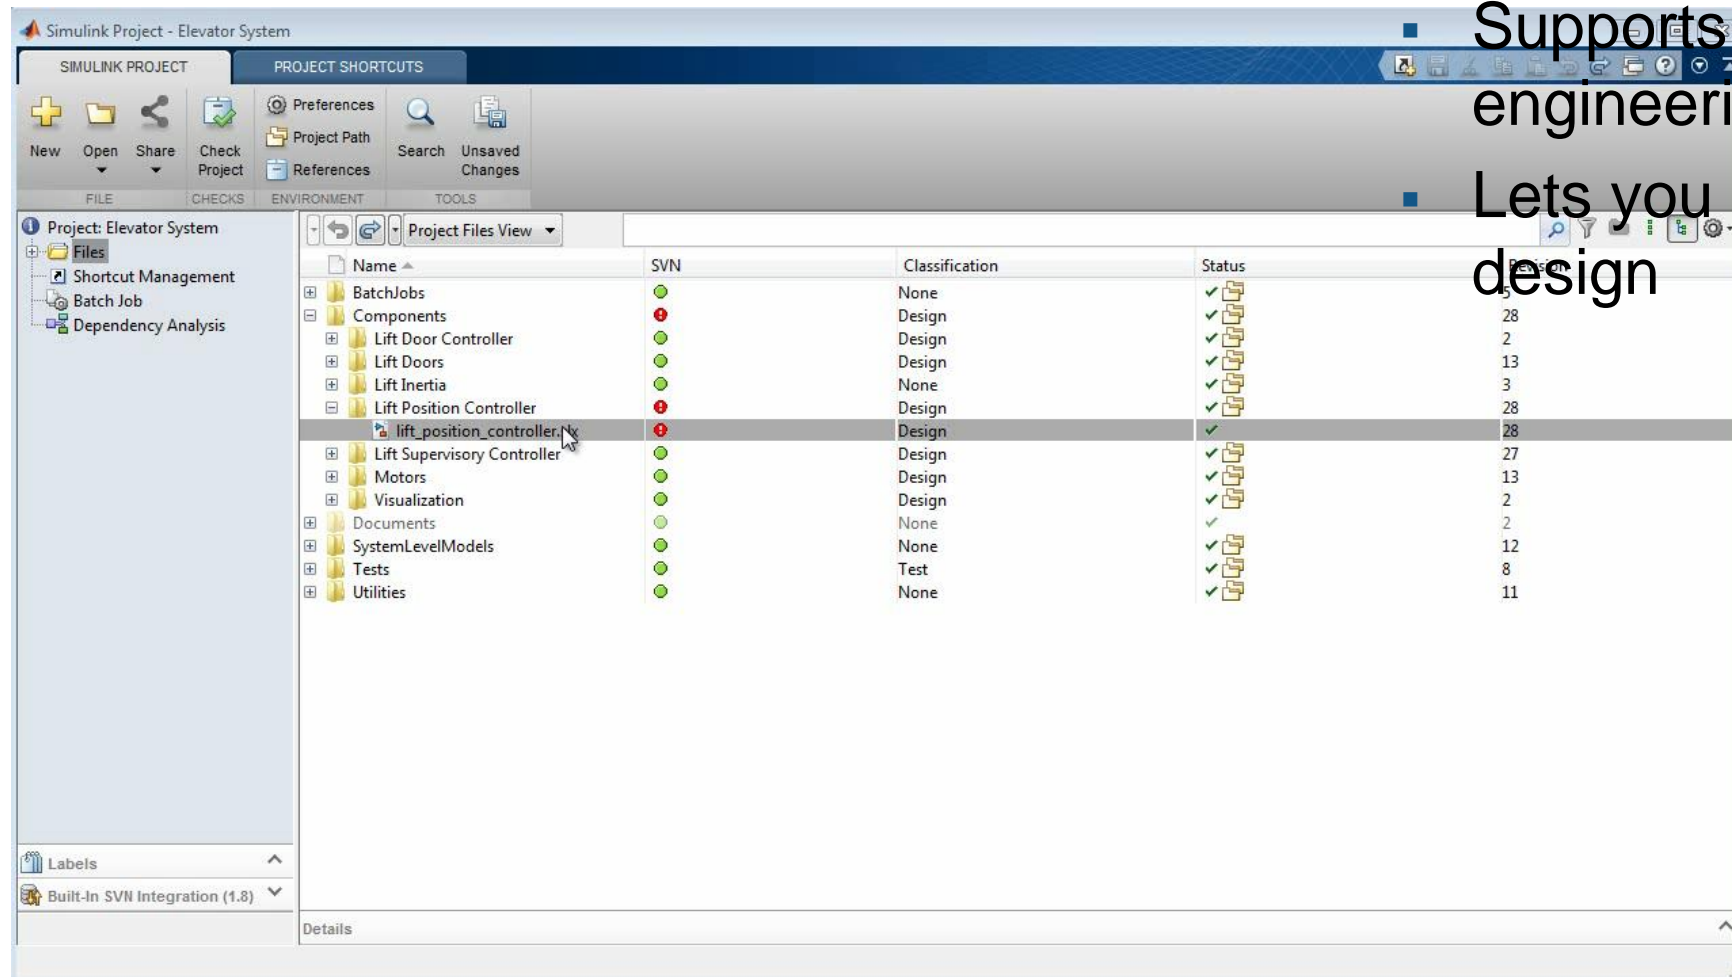 Simulink Project - Elevator System
Supports
engineeri
Lets you
design
SIMULINK PROJECT PROJECT SHORTCUTS
New Open Share Check Project Preferences Project Path References Search Unsaved Changes
FILE CHECKS ENVIRONMENT TOOLS
Project: Elevator System
Files
Shortcut Management
Batch Job
Dependency Analysis
Project Files View
Name SVN Classification Status Revision
BatchJobs None 5
Components Design 28
Lift Door Controller Design 2
Lift Doors Design 13
Lift Inertia None 3
Lift Position Controller Design 28
lift_position_controller.slx Design 28
Lift Supervisory Controller Design 27
Motors Design 13
Visualization Design 2
Documents None 2
SystemLevelModels None 12
Tests Test 8
Utilities None 11
Labels
Built-In SVN Integration (1.8)
Details